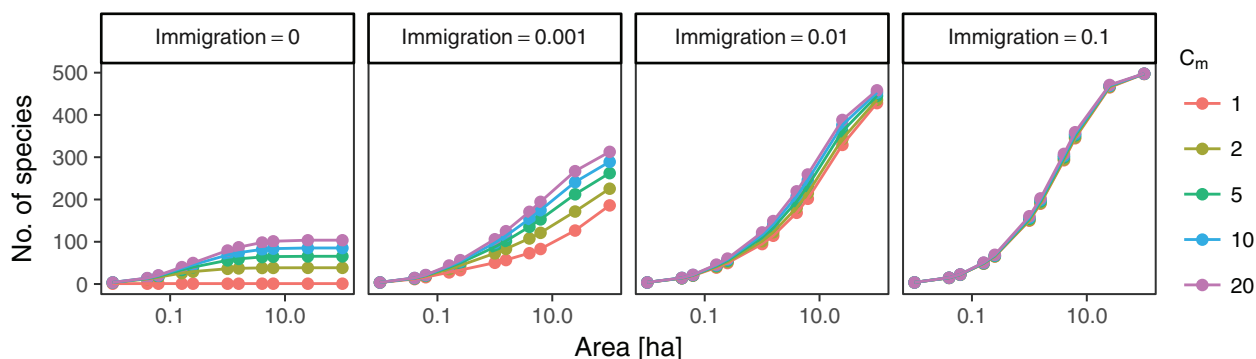 Immigration = 0
Immigration = 0.001
Immigration = 0.01
Immigration = 0.1
No. of species
500
400
300
200
100
0
0.1 10.0
0.1 10.0
0.1 10.0
0.1 10.0
Area [ha]
Cm
1
2
5
10
20